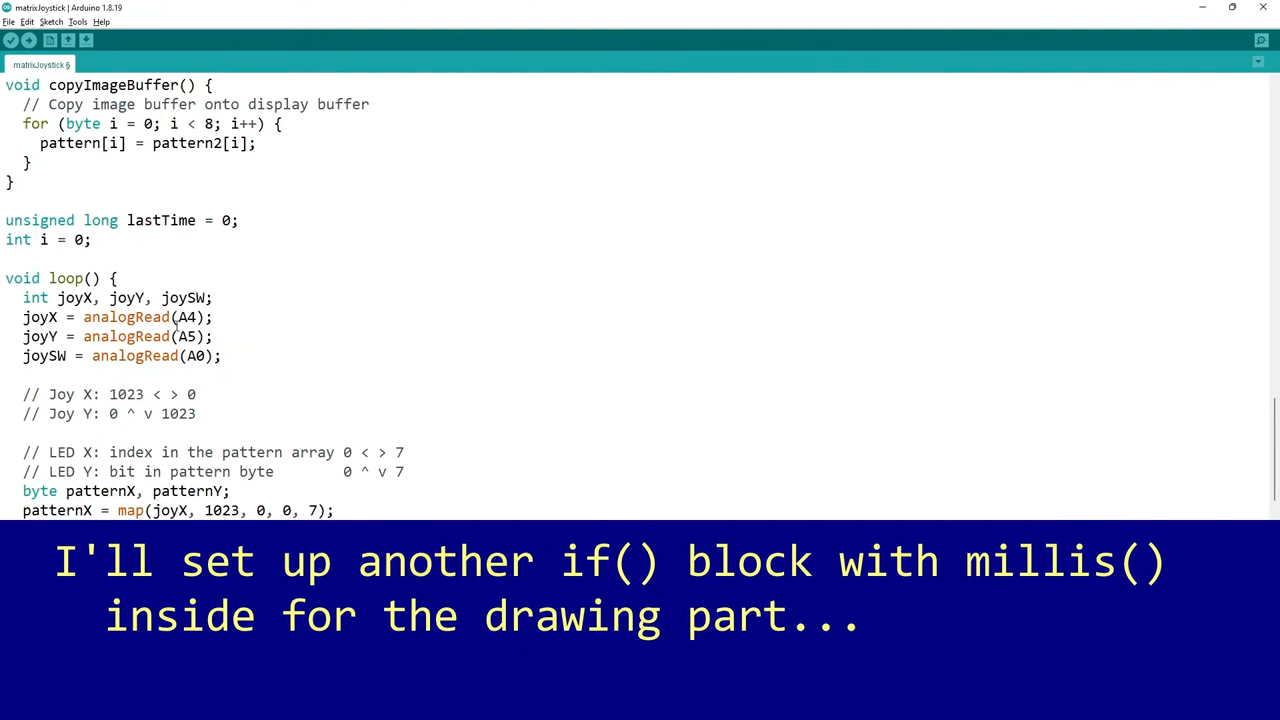 matrixJoystick | Arduino 1.8.19
File Edit Sketch Tools Help
matrixJoystick §
void copyImageBuffer() {
  // Copy image buffer onto display buffer
  for (byte i = 0; i < 8; i++) {
    pattern[i] = pattern2[i];
  }
}
unsigned long lastTime = 0;
int i = 0;
void loop() {
  int joyX, joyY, joySW;
  joyX = analogRead(A4);
  joyY = analogRead(A5);
  joySW = analogRead(A0);
  // Joy X: 1023 < > 0
  // Joy Y: 0 ^ v 1023
  // LED X: index in the pattern array 0 < > 7
  // LED Y: bit in pattern byte        0 ^ v 7
  byte patternX, patternY;
  patternX = map(joyX, 1023, 0, 0, 7);
I'll set up another if() block with millis()
inside for the drawing part...